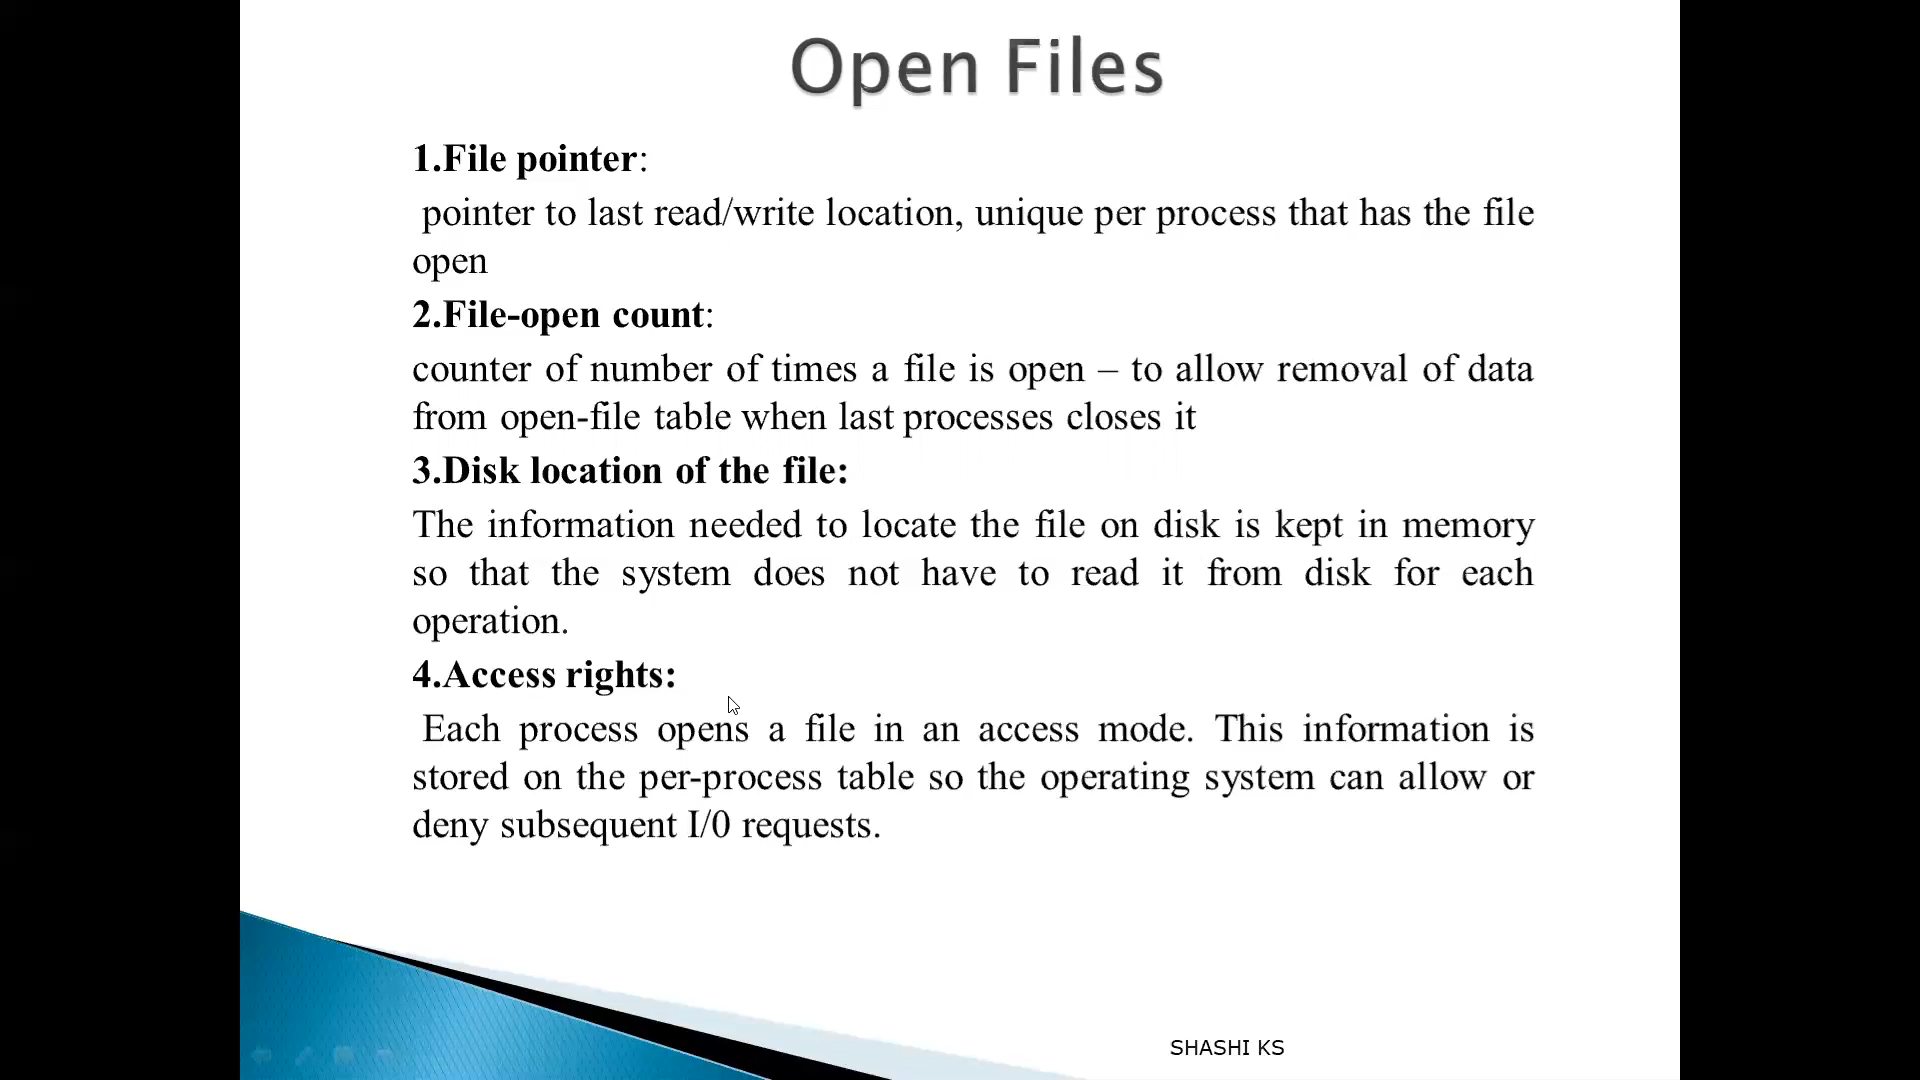 Open Files
1.File pointer:
pointer to last read/write location, unique per process that has the file
open
2.File-open count:
counter of number of times a file is open – to allow removal of data
from open-file table when last processes closes it
3.Disk location of the file:
The information needed to locate the file on disk is kept in memory
so that the system does not have to read it from disk for each
operation.
4.Access rights:
Each process opens a file in an access mode. This information is
stored on the per-process table so the operating system can allow or
deny subsequent I/0 requests.
SHASHI KS